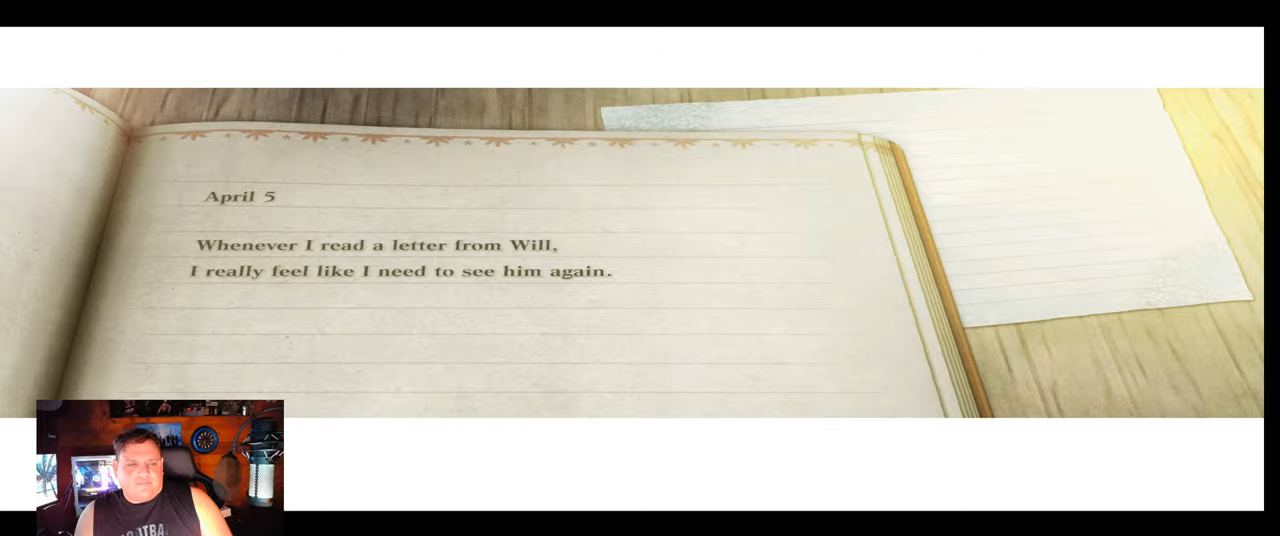 April 5
Whenever I read a letter from Will,
I really feel like I need to see him again.